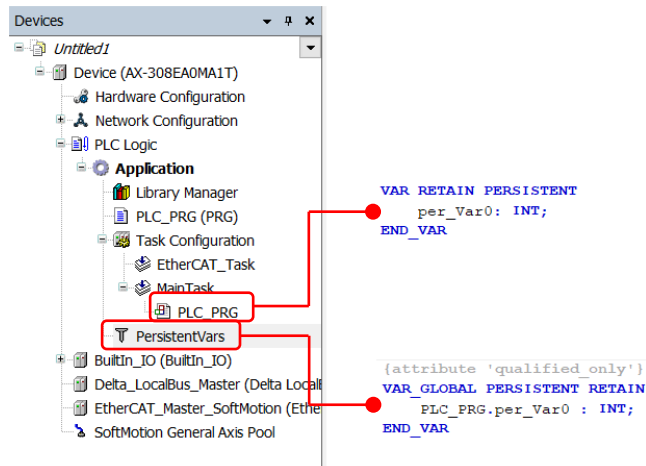 Devices
Untitled1
Device (AX-308EA0MA1T)
Hardware Configuration
Network Configuration
PLC Logic
Application
Library Manager
PLC_PRG (PRG)
Task Configuration
EtherCAT_Task
MainTask
PLC_PRG
PersistentVars
BuiltIn_IO (BuiltIn_IO)
Delta_LocalBus_Master (Delta Local
EtherCAT_Master_SoftMotion (Ethe
SoftMotion General Axis Pool
VAR RETAIN PERSISTENT
per_Var0: INT;
END_VAR
{attribute 'qualified_only'}
VAR_GLOBAL PERSISTENT RETAIN
PLC_PRG.per_Var0 : INT;
END_VAR